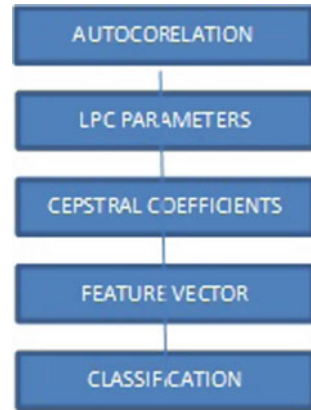 AUTOCORELATION
LPC PARAMETERS
CEPSTRAL COEFFICIENTS
FEATURE VECTOR
CLASSIFICATION